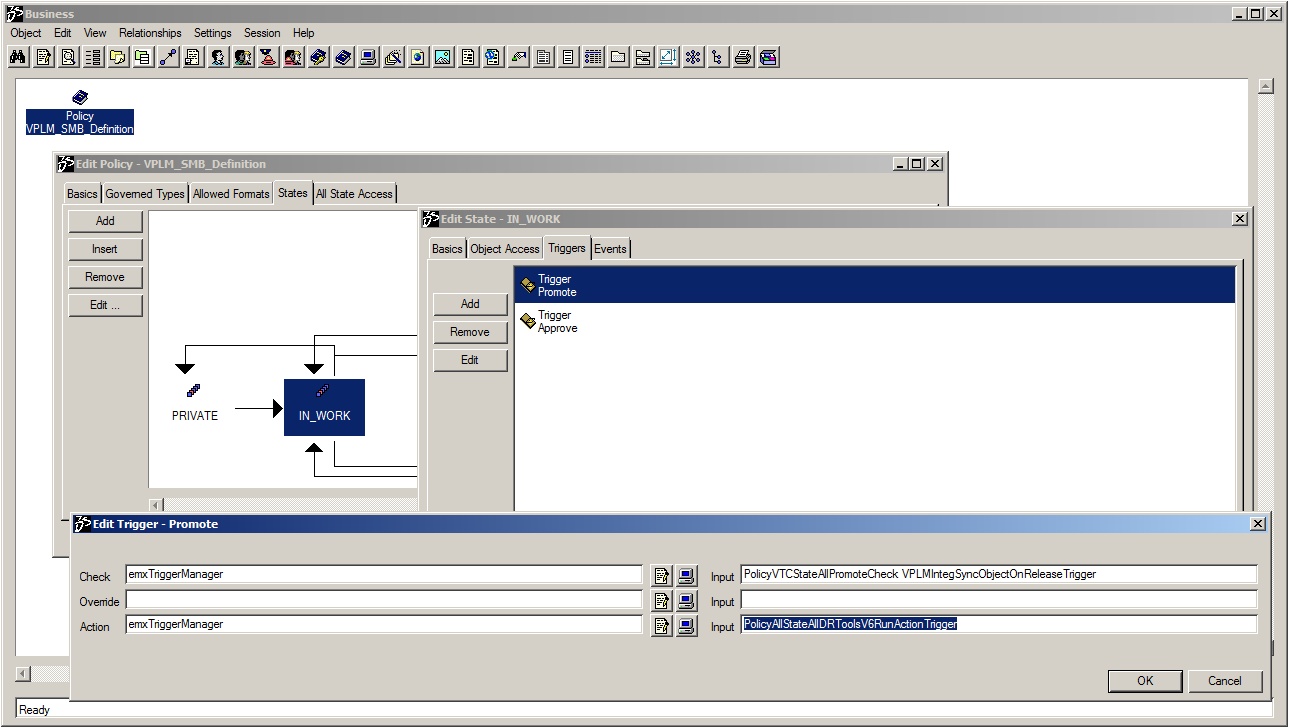 Business
Object Edit View Relationships Settings Session Help
Policy
VPLM_SMB_Definition
Edit Policy - VPLM_SMB_Definition
Basics Governed Types Allowed Formats States All State Access
Add
Insert
Remove
Edit ...
PRIVATE
IN_WORK
Edit State - IN_WORK
Basics Object Access Triggers Events
Add
Remove
Edit
Trigger
Promote
Trigger
Approve
Edit Trigger - Promote
Check emxTriggerManager Input PolicyVTCStateAllPromoteCheck VPLMIntegSyncObjectOnReleaseTrigger
Override Input
Action emxTriggerManager Input PolicyAllStateAllDRToolsV6RunActionTrigger
OK Cancel
Ready